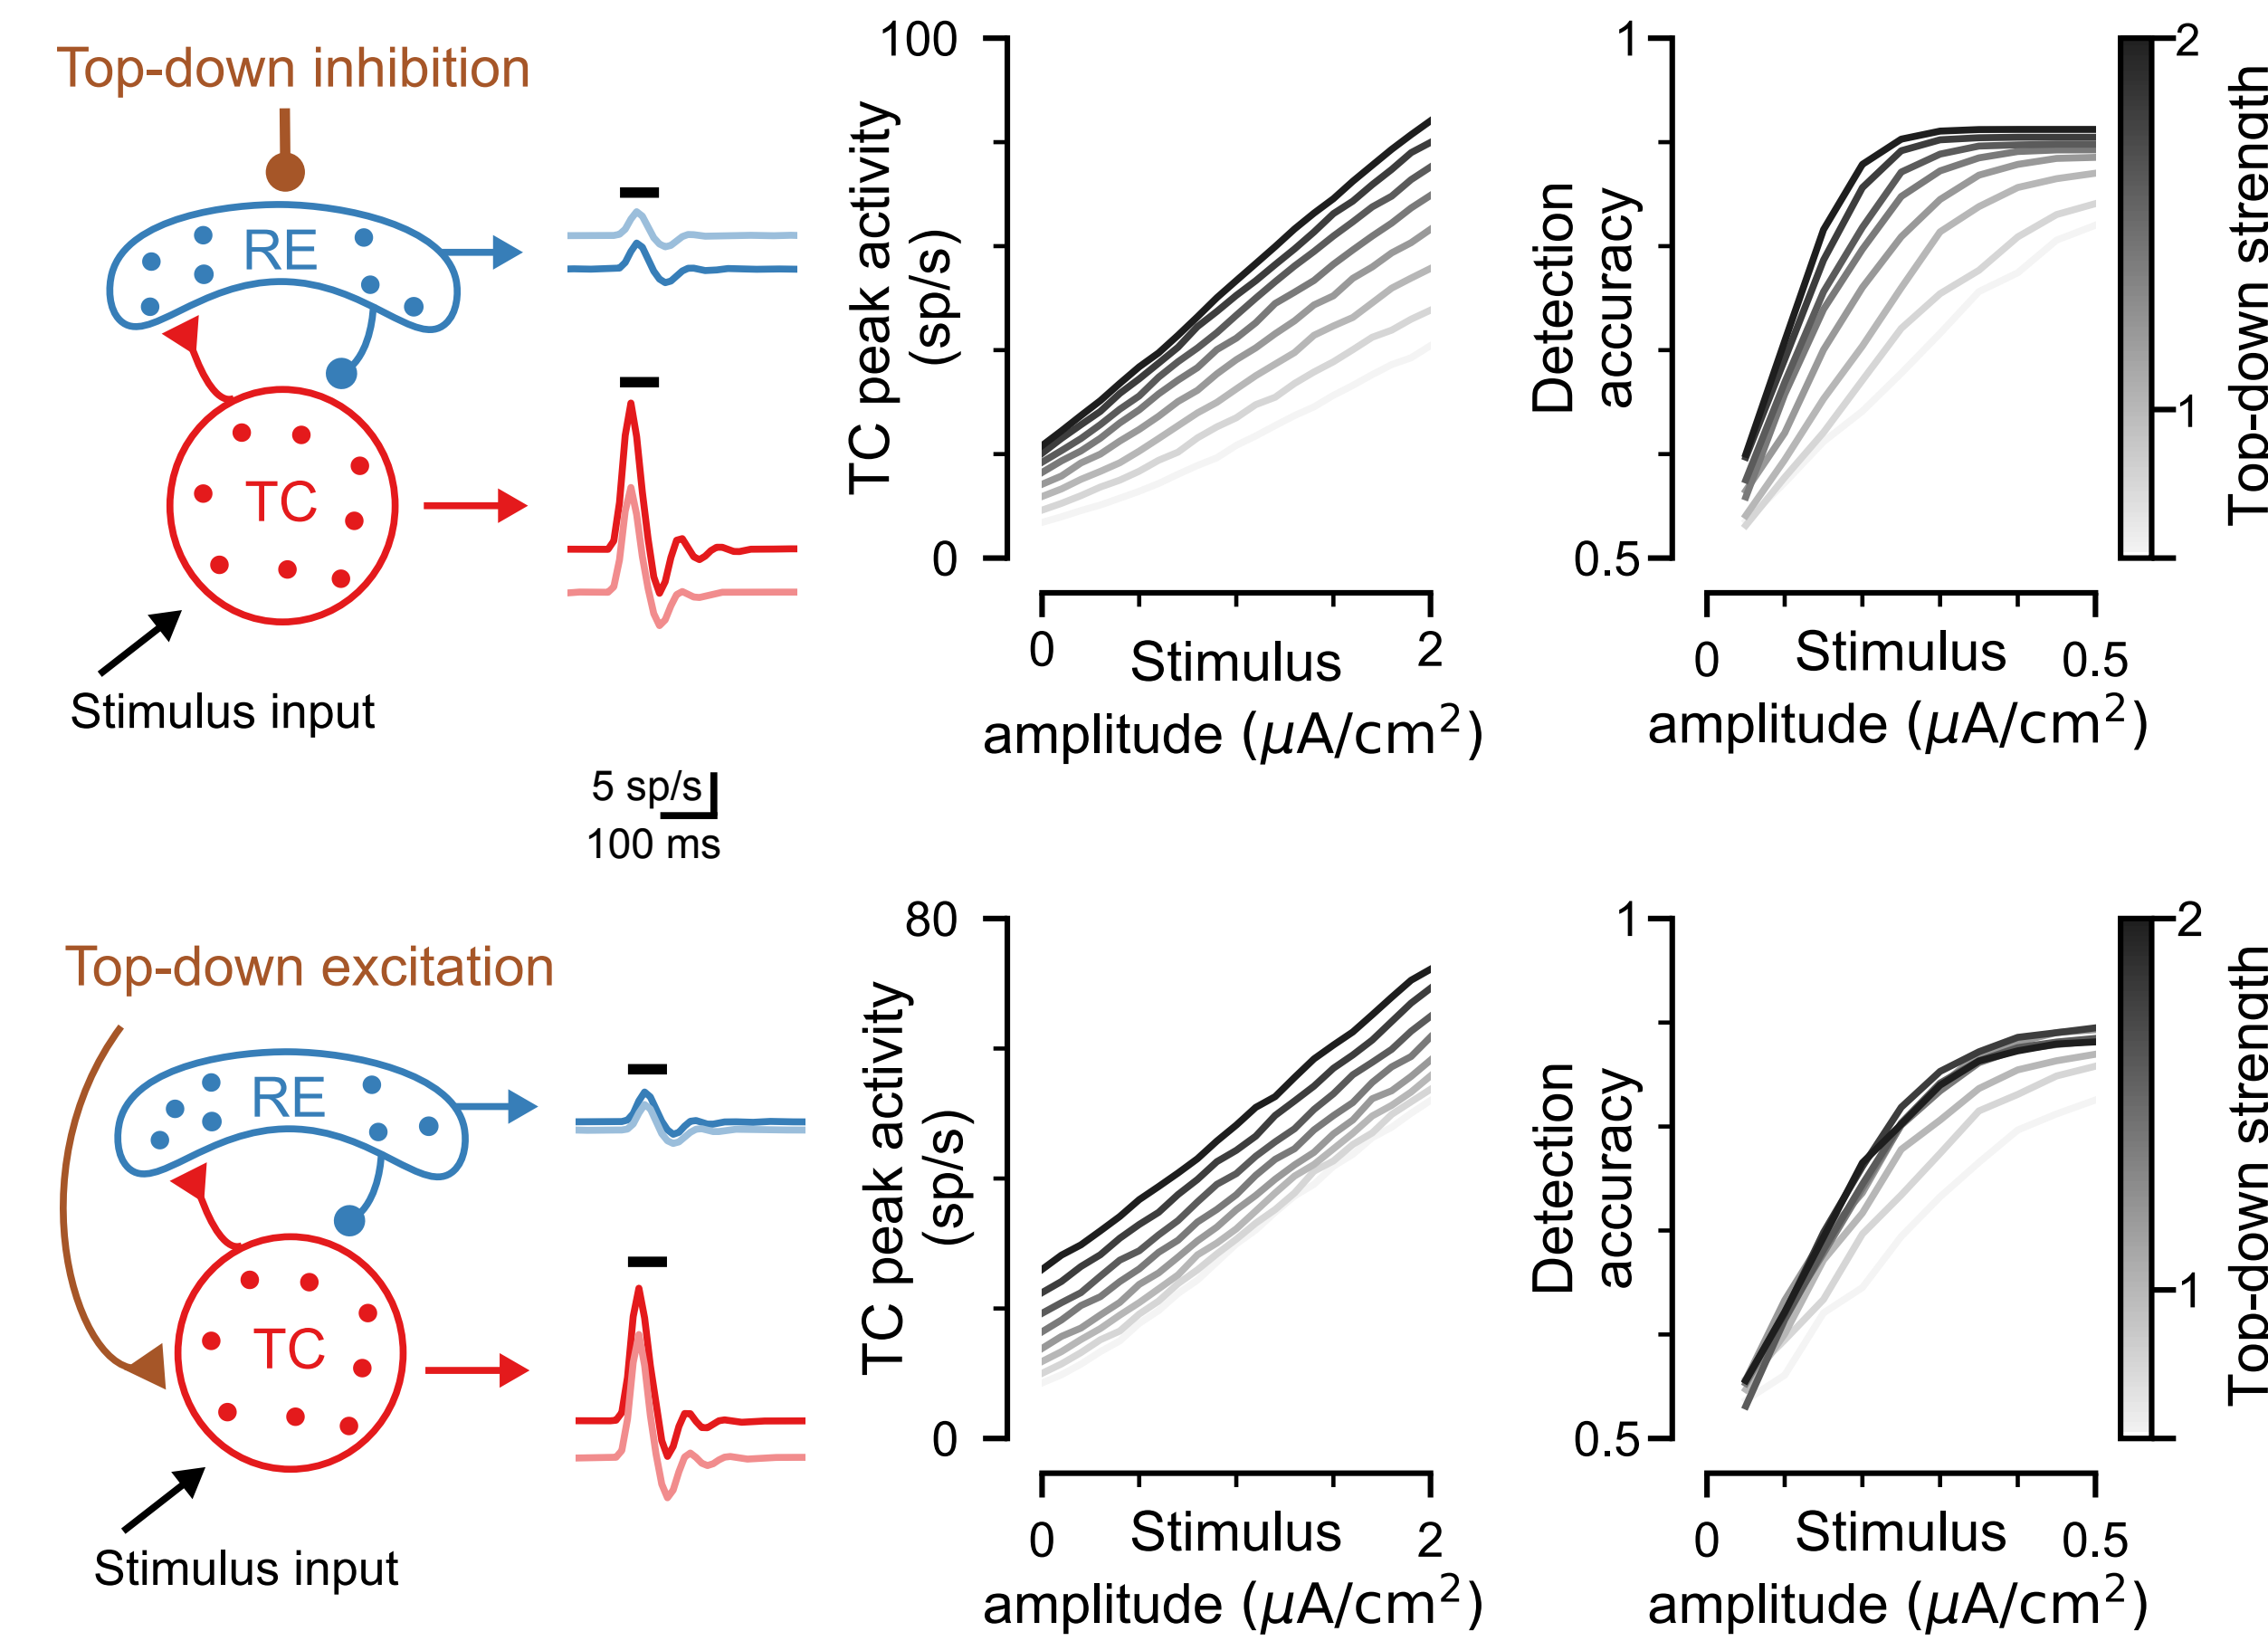 Top-down inhibition
RE
TC
Stimulus input
5 sp/s
100 ms
100
TC peak activity
(sp/s)
0
0
2
Stimulus
amplitude (μA/cm²)
1
Detection
accuracy
0.5
0
0.5
Stimulus
amplitude (μA/cm²)
2
1
Top-down strength
Top-down excitation
RE
TC
Stimulus input
80
TC peak activity
(sp/s)
0
0
2
Stimulus
amplitude (μA/cm²)
1
Detection
accuracy
0.5
0
0.5
Stimulus
amplitude (μA/cm²)
2
1
Top-down strength